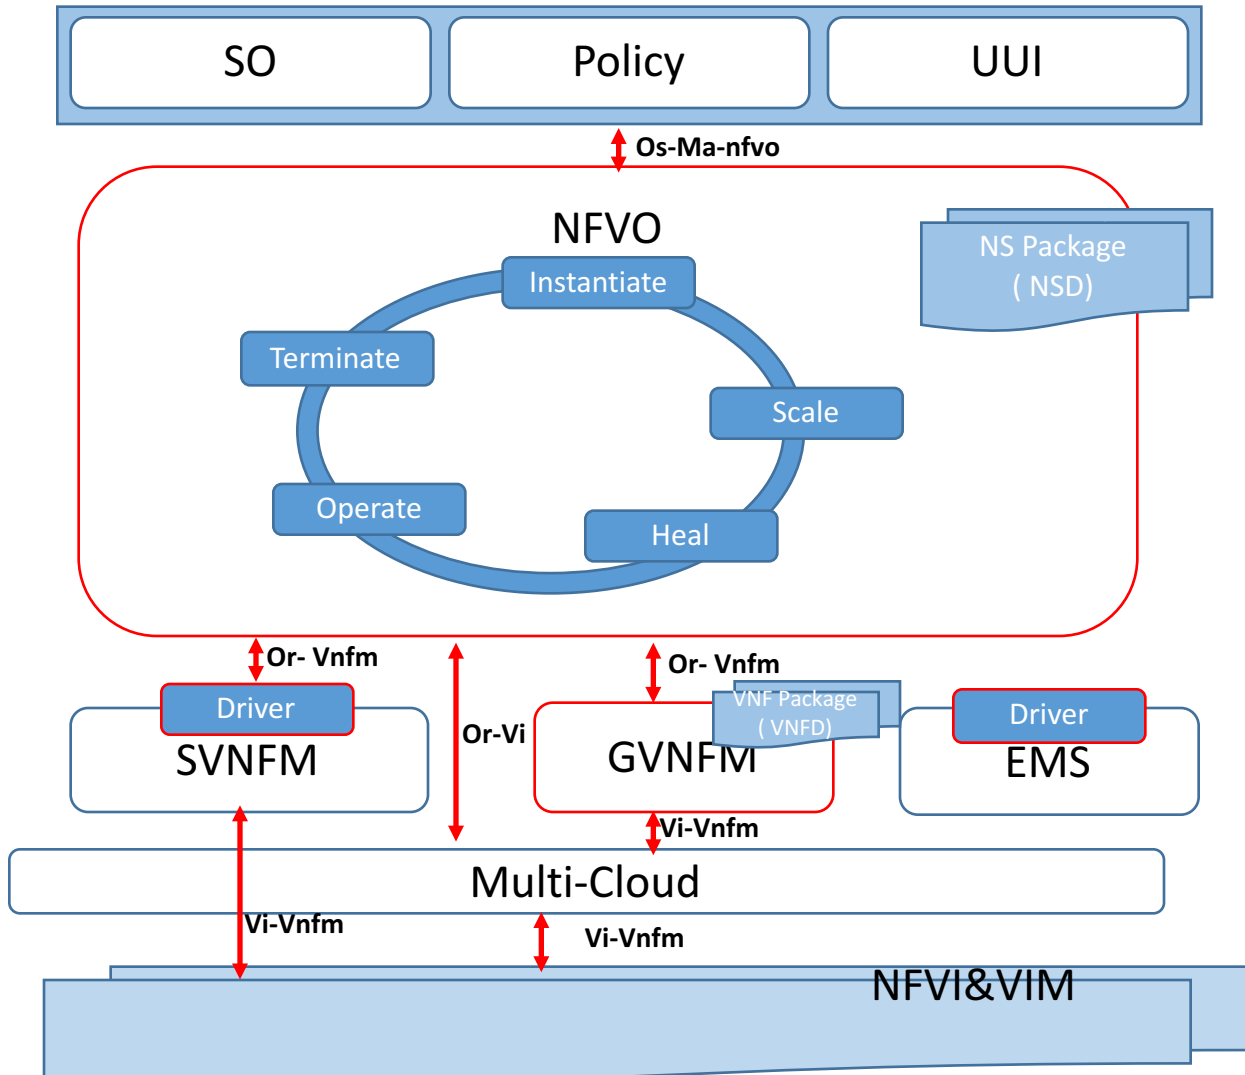 SO
Policy
UUI
Os-Ma-nfvo
NFVO
NS Package
( NSD)
Instantiate
Terminate
Scale
Operate
Heal
Or- Vnfm
Or- Vnfm
Driver
VNF Package
( VNFD)
Driver
Or-Vi
SVNFM
GVNFM
EMS
Vi-Vnfm
Multi-Cloud
Vi-Vnfm
Vi-Vnfm
NFVI&VIM